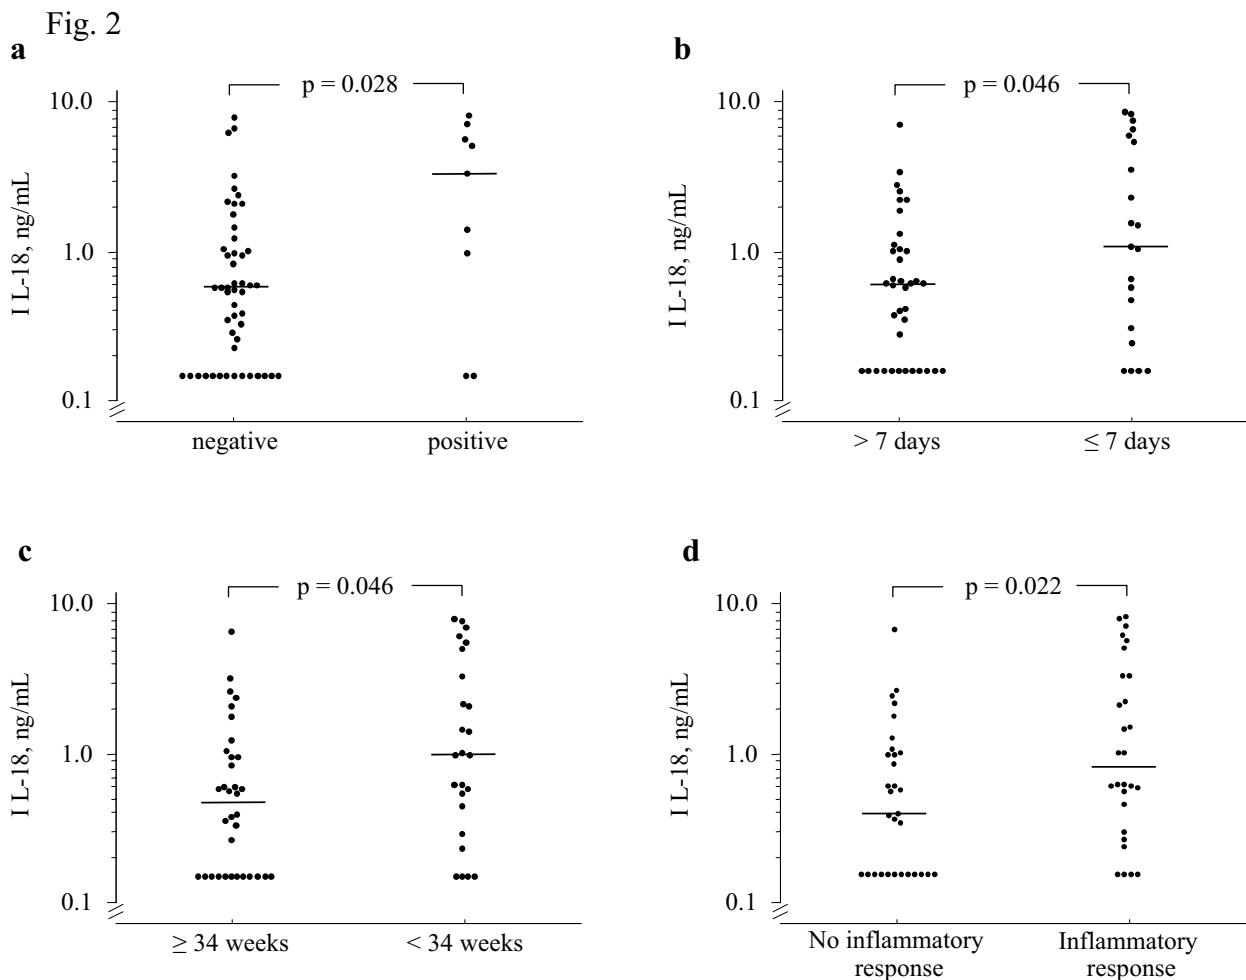 Fig. 2
a
p = 0.028
10.0
1.0
0.1
I L-18, ng/mL
negative
positive
b
p = 0.046
10.0
1.0
0.1
I L-18, ng/mL
> 7 days
≤ 7 days
c
p = 0.046
10.0
1.0
0.1
I L-18, ng/mL
≥ 34 weeks
< 34 weeks
d
p = 0.022
10.0
1.0
0.1
I L-18, ng/mL
No inflammatory
response
Inflammatory
response